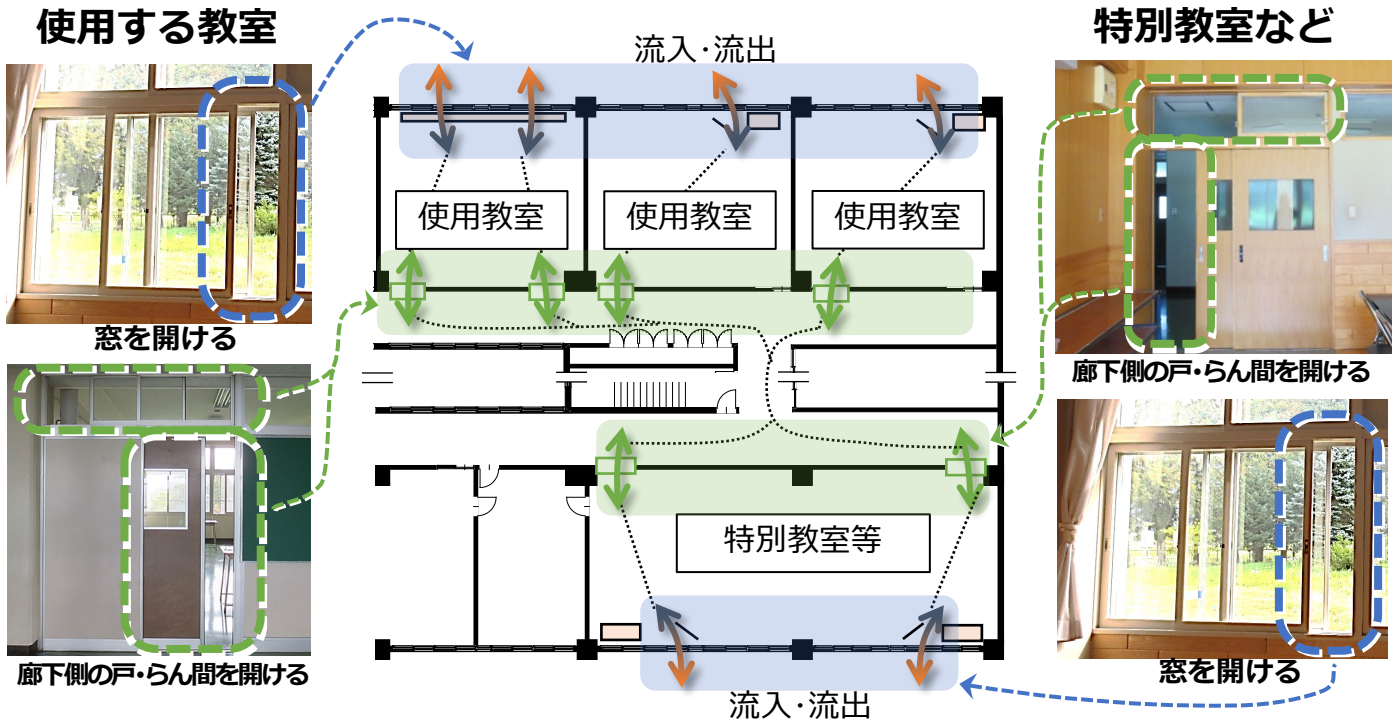 使用する教室
特別教室など
流入･流出
使用教室
使用教室
使用教室
窓を開ける
廊下側の戸･らん間を開ける
特別教室等
廊下側の戸･らん間を開ける
窓を開ける
流入･流出